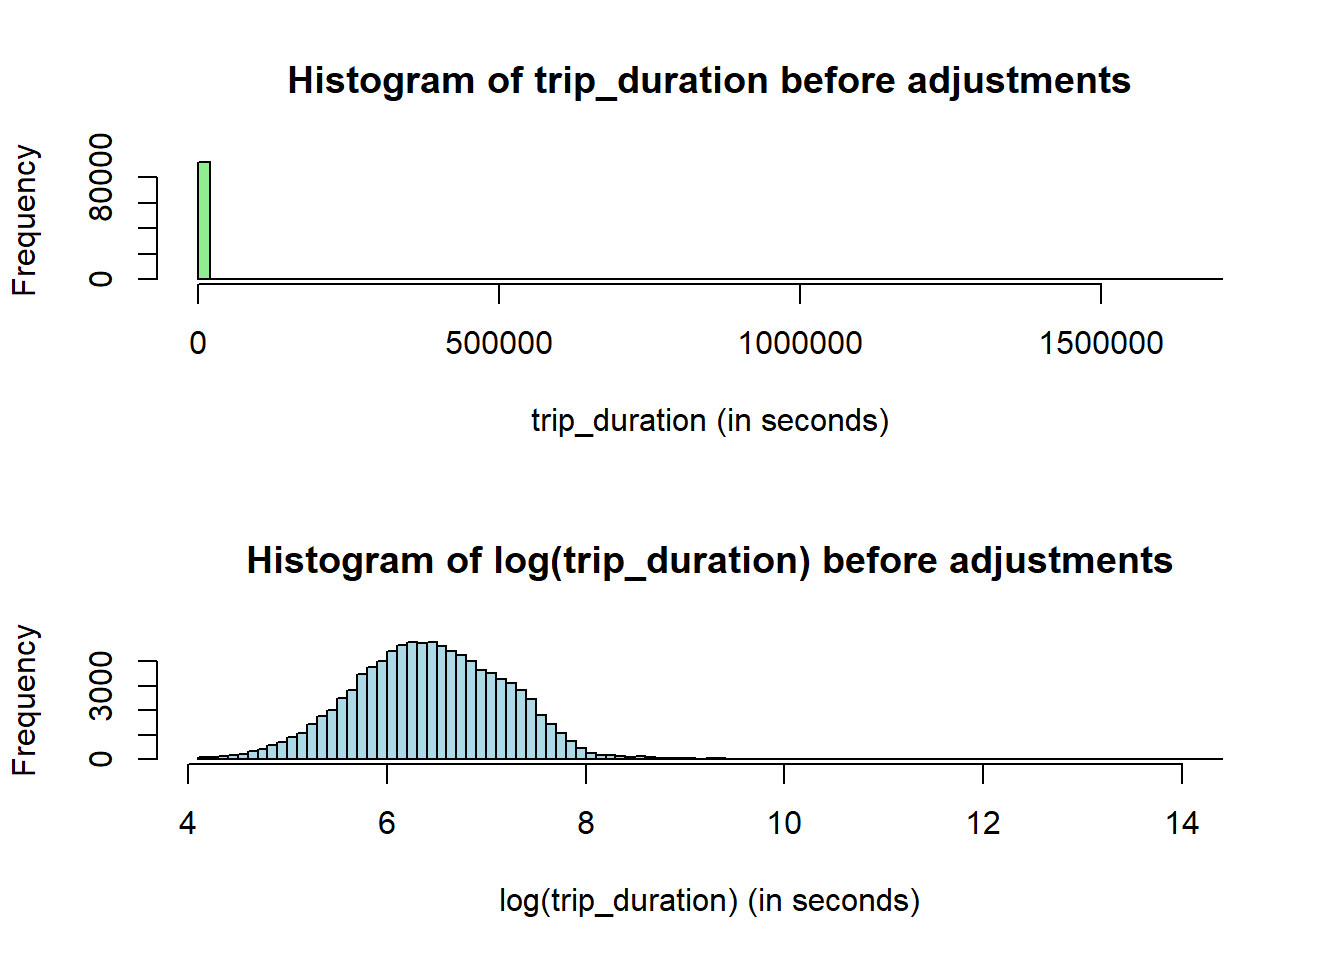 Histogram of trip_duration before adjustments
Frequency
80000
0
0 500000 1000000 1500000
trip_duration (in seconds)
Histogram of log(trip_duration) before adjustments
Frequency
3000
0
4 6 8 10 12 14
log(trip_duration) (in seconds)